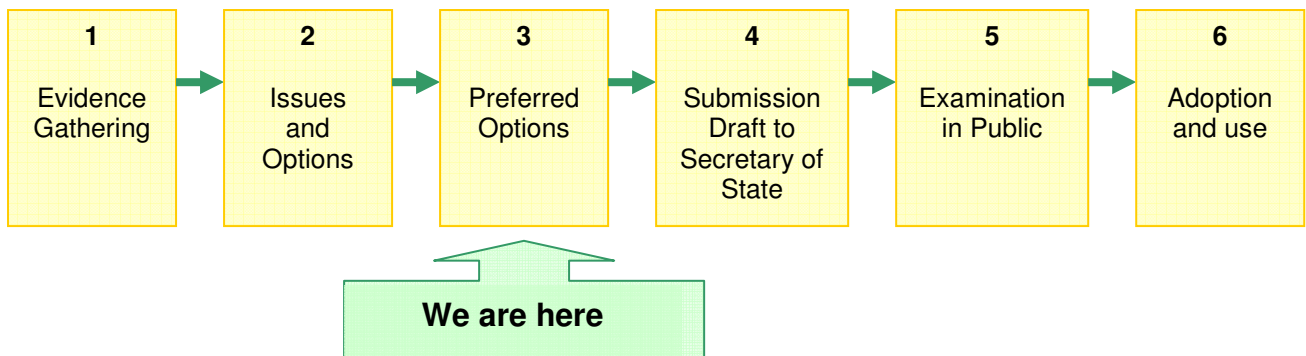 1
Evidence
Gathering
2
Issues
and
Options
3
Preferred
Options
4
Submission
Draft to
Secretary of
State
5
Examination
in Public
6
Adoption
and use
We are here